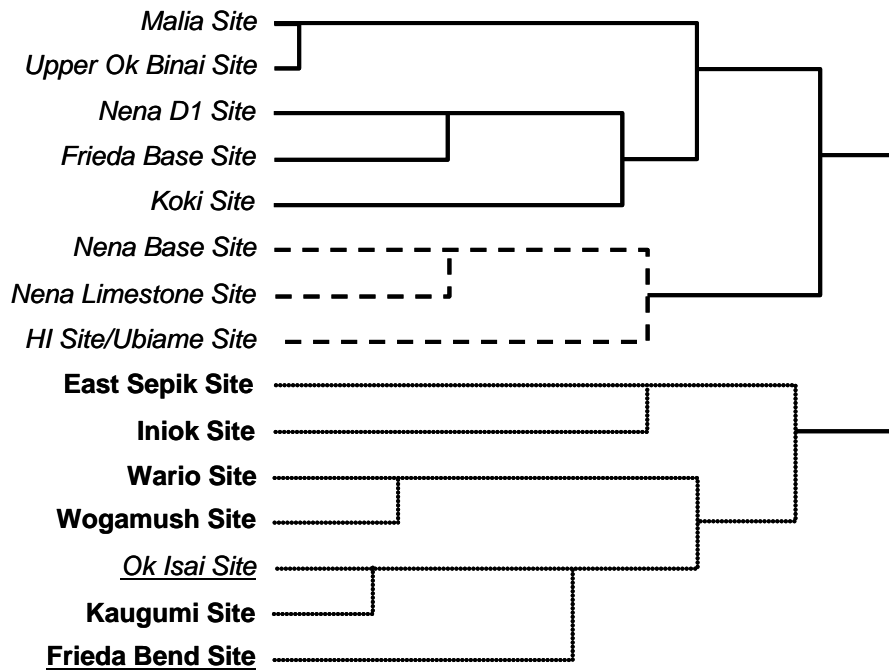 Malia Site
Upper Ok Binai Site
Nena D1 Site
Frieda Base Site
Koki Site
Nena Base Site
Nena Limestone Site
HI Site/Ubiame Site
East Sepik Site
Iniok Site
Wario Site
Wogamush Site
Ok Isai Site
Kaugumi Site
Frieda Bend Site